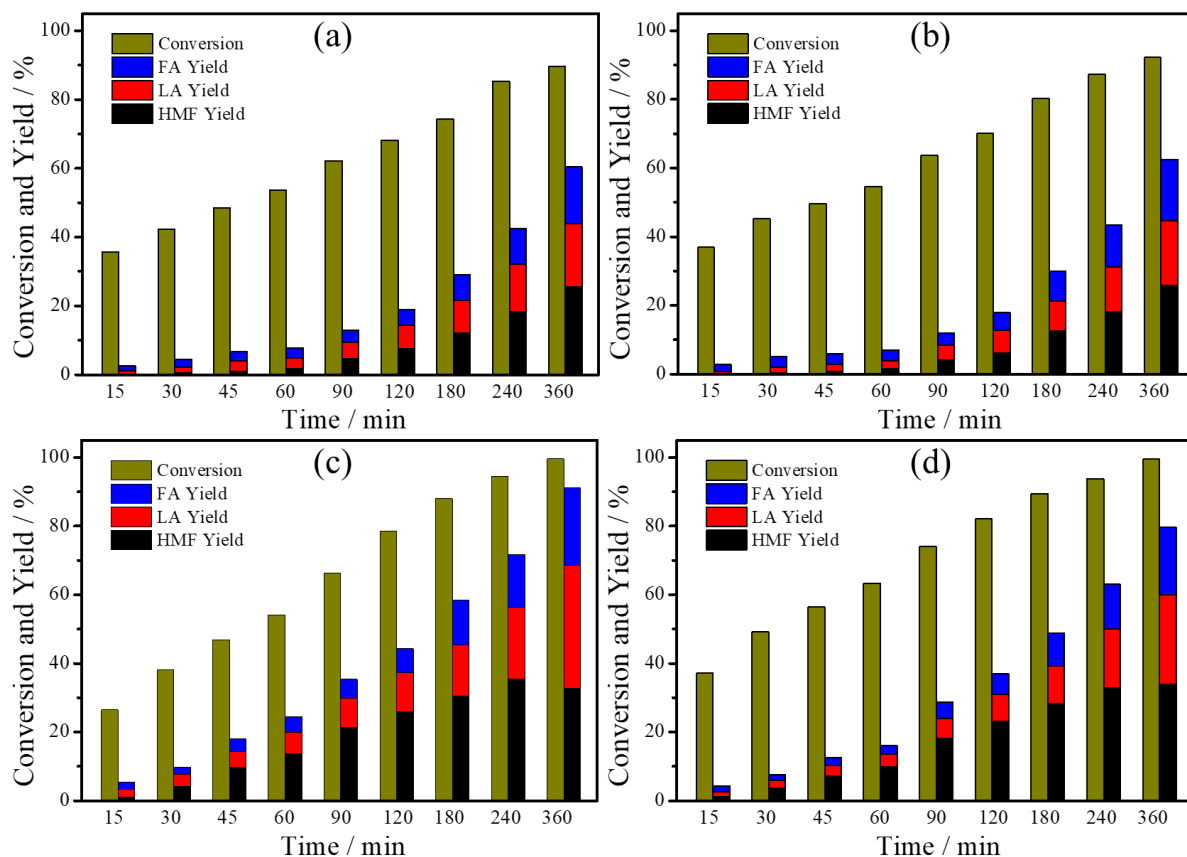 (a)
Conversion
FA Yield
LA Yield
HMF Yield
100
80
60
40
20
0
Conversion and Yield / %
15 30 45 60 90 120 180 240 360
Time / min
(b)
Conversion
FA Yield
LA Yield
HMF Yield
100
80
60
40
20
0
Conversion and Yield / %
15 30 45 60 90 120 180 240 360
Time / min
(c)
Conversion
FA Yield
LA Yield
HMF Yield
100
80
60
40
20
0
Conversion and Yield / %
15 30 45 60 90 120 180 240 360
Time / min
(d)
Conversion
FA Yield
LA Yield
HMF Yield
100
80
60
40
20
0
Conversion and Yield / %
15 30 45 60 90 120 180 240 360
Time / min